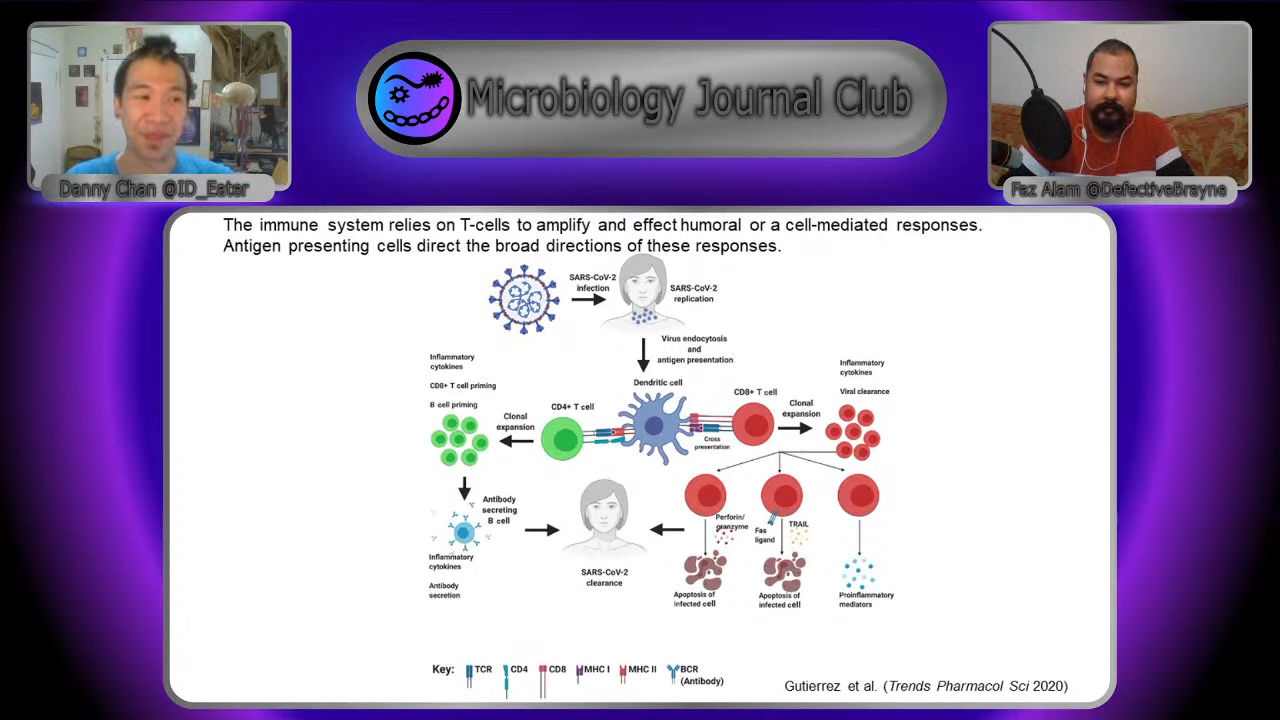 Microbiology Journal Club
Danny Chan @ID_Eater
Faz Alam @DefectiveBrayne
The immune system relies on T-cells to amplify and effect humoral or a cell-mediated responses.
Antigen presenting cells direct the broad directions of these responses.
SARS-CoV-2
infection
SARS-CoV-2
replication
Virus endocytosis
and
antigen presentation
Inflammatory
cytokines
CD8+ T cell priming
B cell priming
Clonal
expansion
CD4+ T cell
Dendritic cell
CD8+ T cell
Cross
presentation
Clonal
expansion
Inflammatory
cytokines
Viral clearance
Antibody
secreting
B cell
Inflammatory
cytokines
Antibody
secretion
SARS-CoV-2
clearance
Perforin/
granzyme
Fas
ligand
TRAIL
Apoptosis of
infected cell
Apoptosis of
infected cell
Proinflammatory
mediators
Key: TCR CD4 CD8 MHC I MHC II BCR
(Antibody)
Gutierrez et al. (Trends Pharmacol Sci 2020)